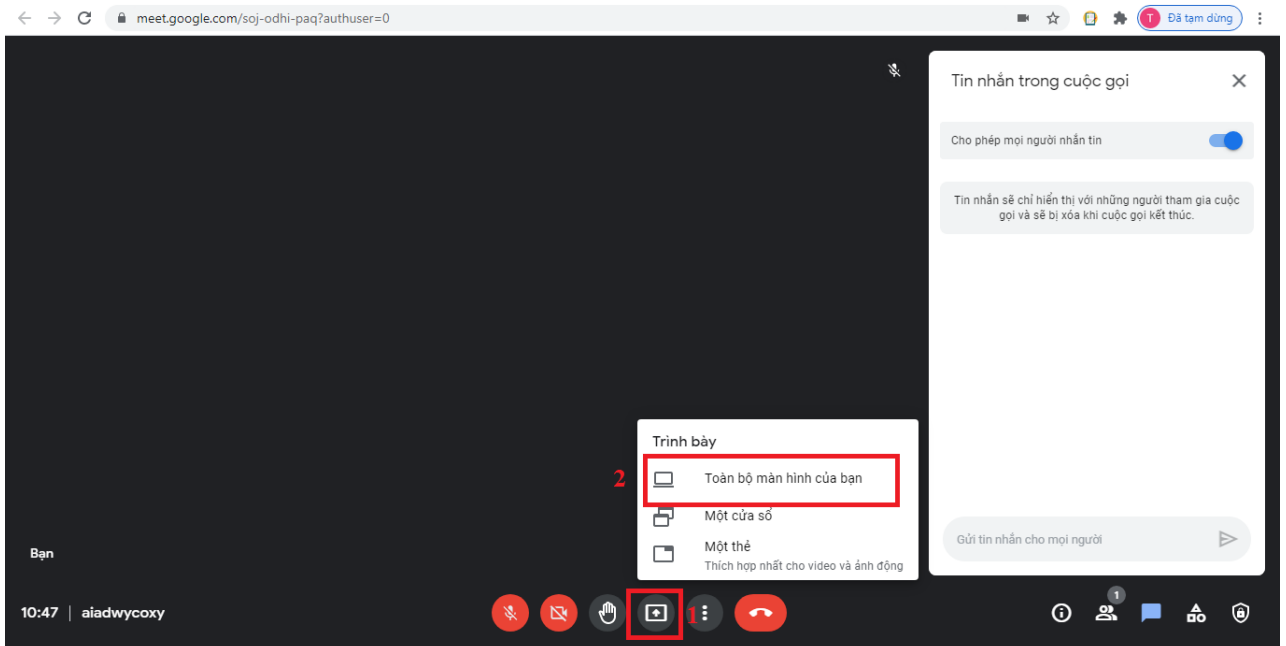 meet.google.com/soj-odhi-paq?authuser=0
T
Đã tạm dừng
Tin nhắn trong cuộc gọi
Cho phép mọi người nhắn tin
Tin nhắn sẽ chỉ hiển thị với những người tham gia cuộc
gọi và sẽ bị xóa khi cuộc gọi kết thúc.
Trình bày
2
Toàn bộ màn hình của bạn
Một cửa sổ
Một thẻ
Thích hợp nhất cho video và ảnh động
Gửi tin nhắn cho mọi người
Bạn
10:47 | aiadwycoxy
1
1